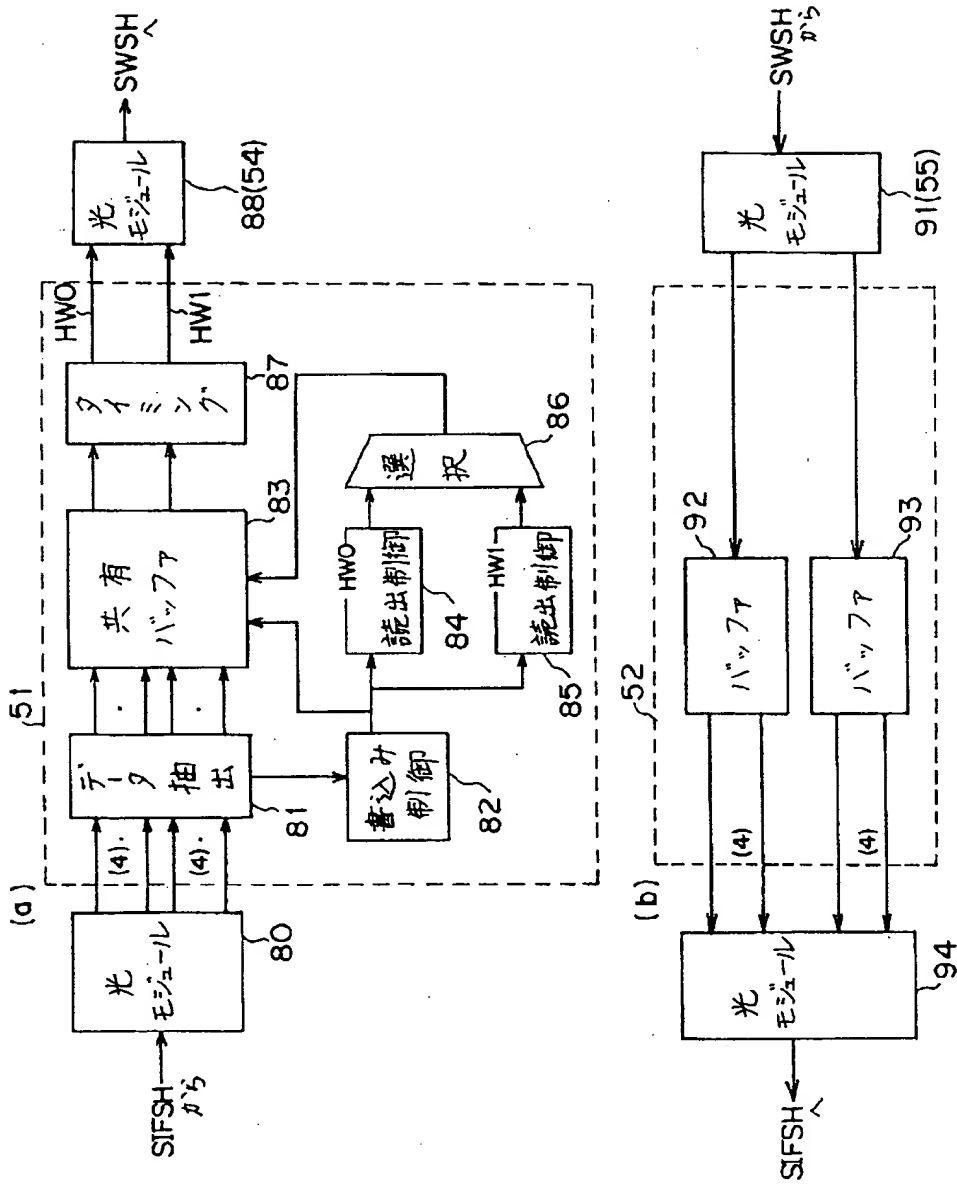 (a)
51
SIFSH
から
光
モジュール
80
(4)・
(4)・
データ
抽出
81
書込み
制御
82
共有
バッファ
83
HW0
読出制御
84
HW1
読出制御
85
選択
86
タイミング
87
HW0
HW1
光
モジュール
88(54)
SWSH
へ
(b)
52
SWSH
から
光
モジュール
91(55)
バッファ
92
バッファ
93
(4)
(4)
光
モジュール
94
SIFSH
へ